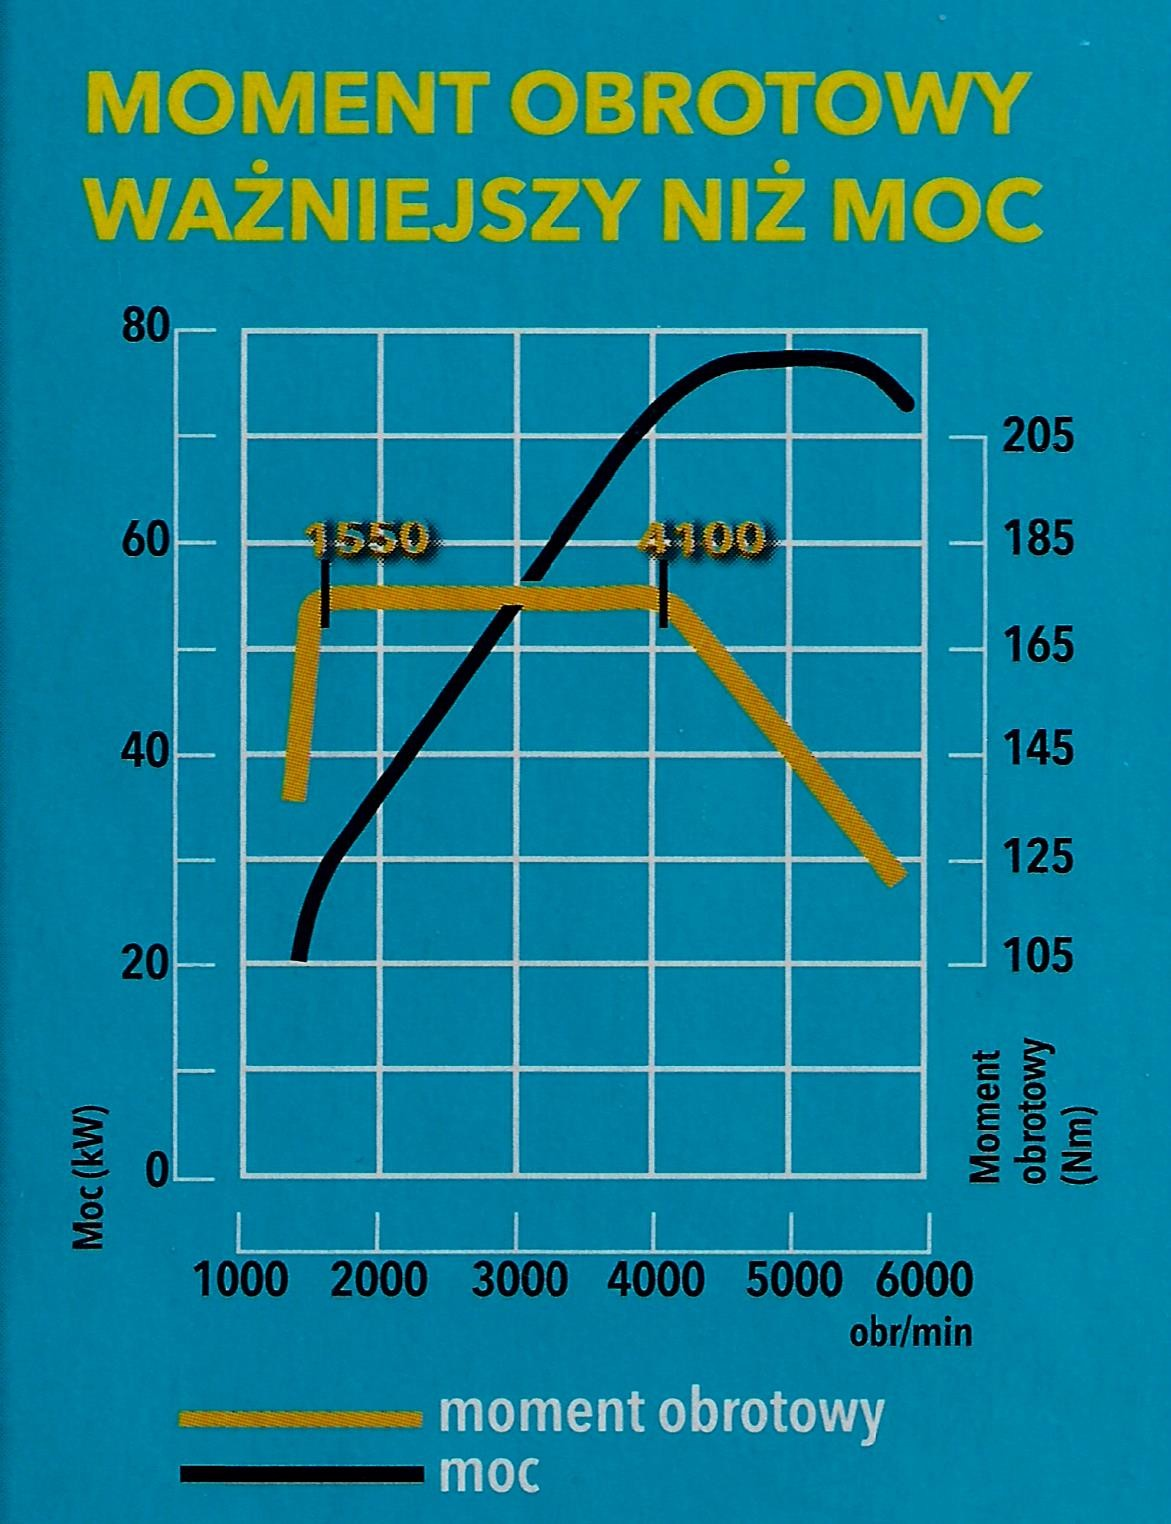 MOMENT OBROTOWY
WAŻNIEJSZY NIŻ MOC
80
60
40
20
0
Moc (kW)
1550
4100
205
185
165
145
125
105
Moment
obrotowy
(Nm)
1000 2000 3000 4000 5000 6000
obr/min
moment obrotowy
moc